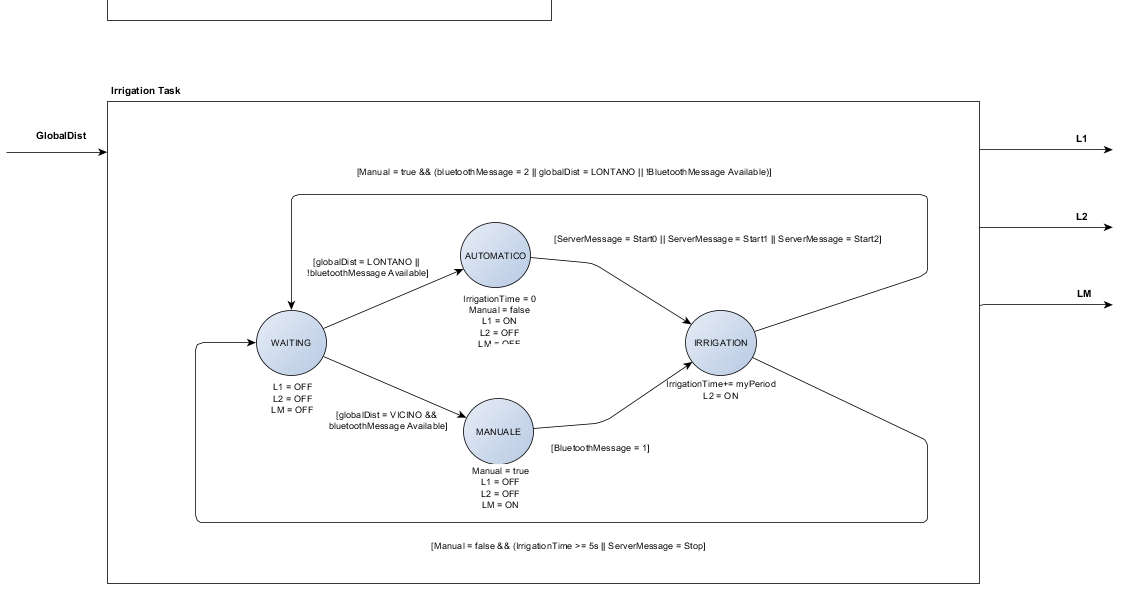 Irrigation Task
GlobalDist
L1
L2
LM
[Manual = true && (bluetoothMessage = 2 || globalDist = LONTANO || !BluetoothMessage Available)]
[globalDist = LONTANO ||
!bluetoothMessage Available]
AUTOMATICO
[ServerMessage = Start0 || ServerMessage = Start1 || ServerMessage = Start2]
IrrigationTime = 0
Manual = false
L1 = ON
L2 = OFF
LM = OFF
WAITING
L1 = OFF
L2 = OFF
LM = OFF
IRRIGATION
IrrigationTime+= myPeriod
L2 = ON
[globalDist = VICINO &&
bluetoothMessage Available]
MANUALE
[BluetoothMessage = 1]
Manual = true
L1 = OFF
L2 = OFF
LM = ON
[Manual = false && (IrrigationTime >= 5s || ServerMessage = Stop]